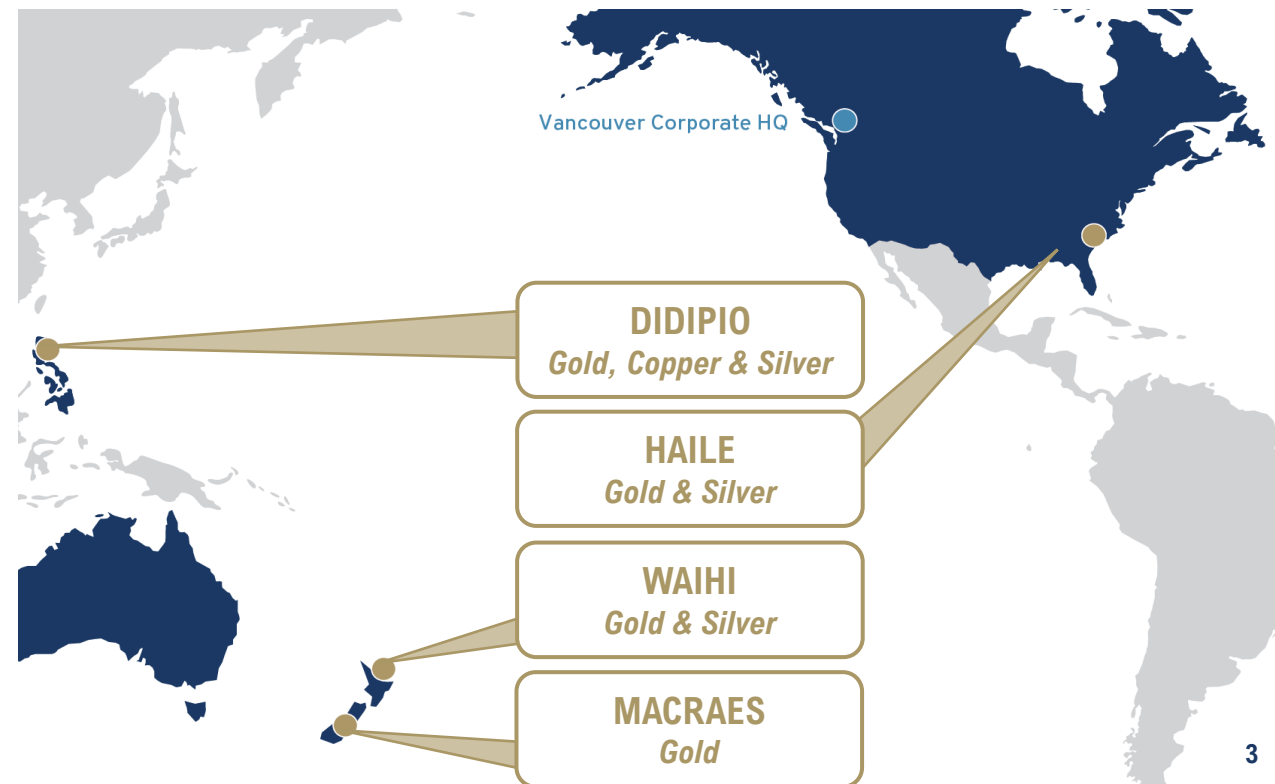 Vancouver Corporate HQ
DIDIPIO
Gold, Copper & Silver
HAILE
Gold & Silver
WAIHI
Gold & Silver
MACRAES
Gold
3